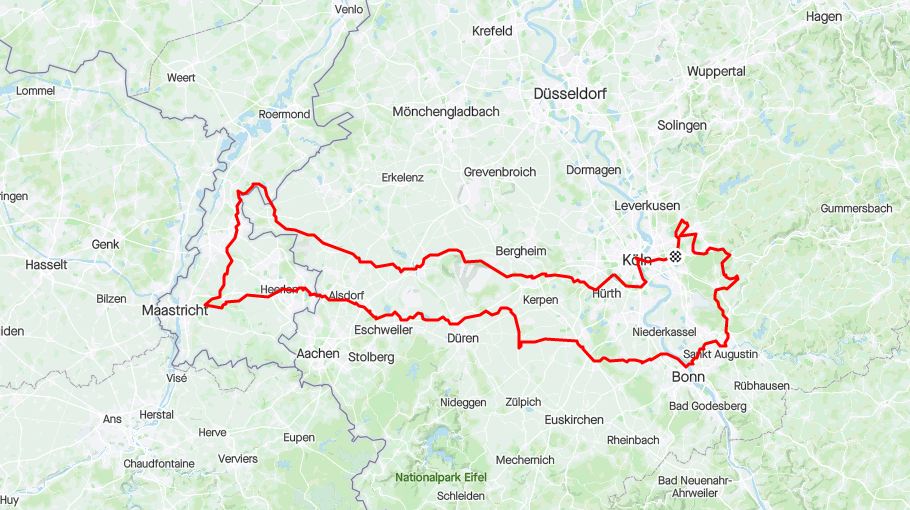 Venlo
Hagen
Krefeld
Wuppertal
Weert
Lommel
Düsseldorf
Roermond
Mönchengladbach
Solingen
Dormagen
Grevenbroich
Erkelenz
ringen
Leverkusen
Gummersbach
Genk
Bergheim
Köln
Hasselt
Heerlen
Alsdorf
Hürth
Bilzen
Kerpen
Maastricht
Eschweiler
Niederkassel
iden
Düren
Aachen
Stolberg
Sankt Augustin
Visé
Bonn
Rübhausen
Nideggen
Zülpich
Bad Godesberg
Ans
Herstal
Euskirchen
Herve
Eupen
Rheinbach
Verviers
Chaudfontaine
Mechernich
Nationalpark Eifel
Bad Neuenahr-
Ahrweiler
Schleiden
Huy